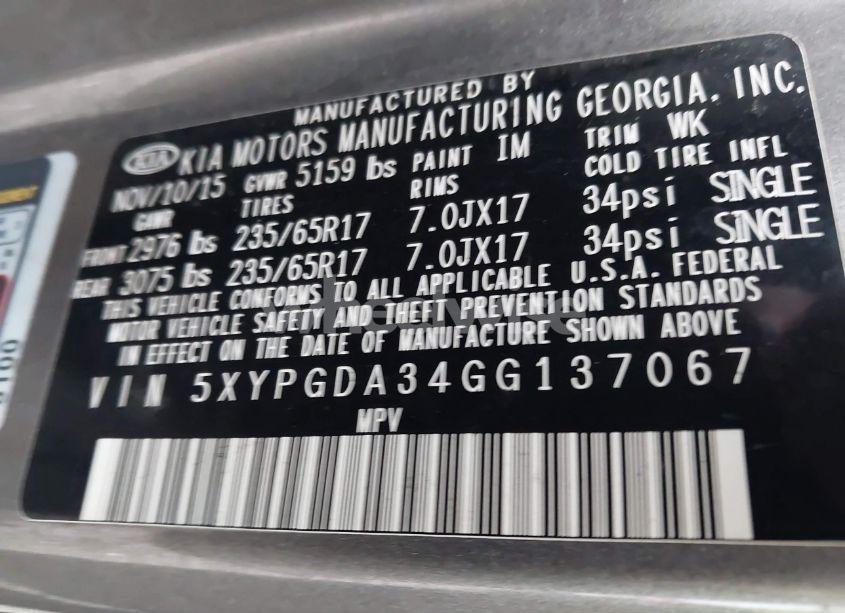 MANUFACTURED BY
KIA KIA MOTORS MANUFACTURING GEORGIA, INC.
NOV/10/15 GVWR 5159 lbs PAINT IM TRIM WK
GAWR TIRES RIMS COLD TIRE INFL
FRONT 2976 lbs 235/65R17 7.0JX17 34psi SINGLE
REAR 3075 lbs 235/65R17 7.0JX17 34psi SINGLE
THIS VEHICLE CONFORMS TO ALL APPLICABLE U.S.A. FEDERAL
MOTOR VEHICLE SAFETY AND THEFT PREVENTION STANDARDS
IN EFFECT ON THE DATE OF MANUFACTURE SHOWN ABOVE
VIN 5XYPGDA34GG137067
MPV